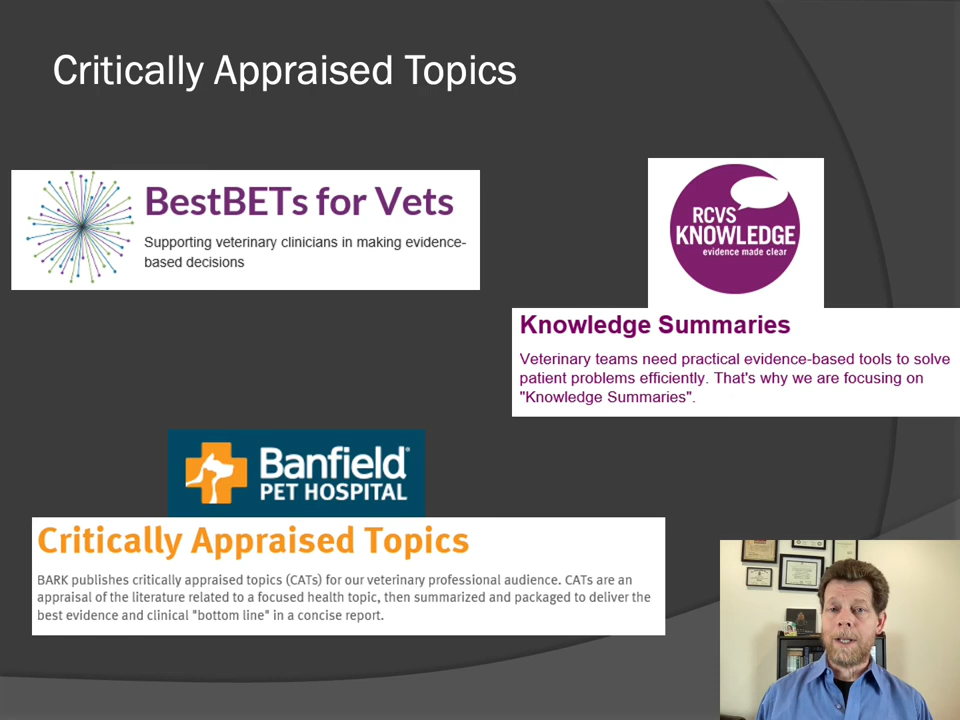 Critically Appraised Topics
BestBETs for Vets
Supporting veterinary clinicians in making evidence-
based decisions
RCVS
KNOWLEDGE
evidence made clear
Knowledge Summaries
Veterinary teams need practical evidence-based tools to solve
patient problems efficiently. That's why we are focusing on
"Knowledge Summaries".
Banfield®
PET HOSPITAL
Critically Appraised Topics
BARK publishes critically appraised topics (CATs) for our veterinary professional audience. CATs are an
appraisal of the literature related to a focused health topic, then summarized and packaged to deliver the
best evidence and clinical "bottom line" in a concise report.